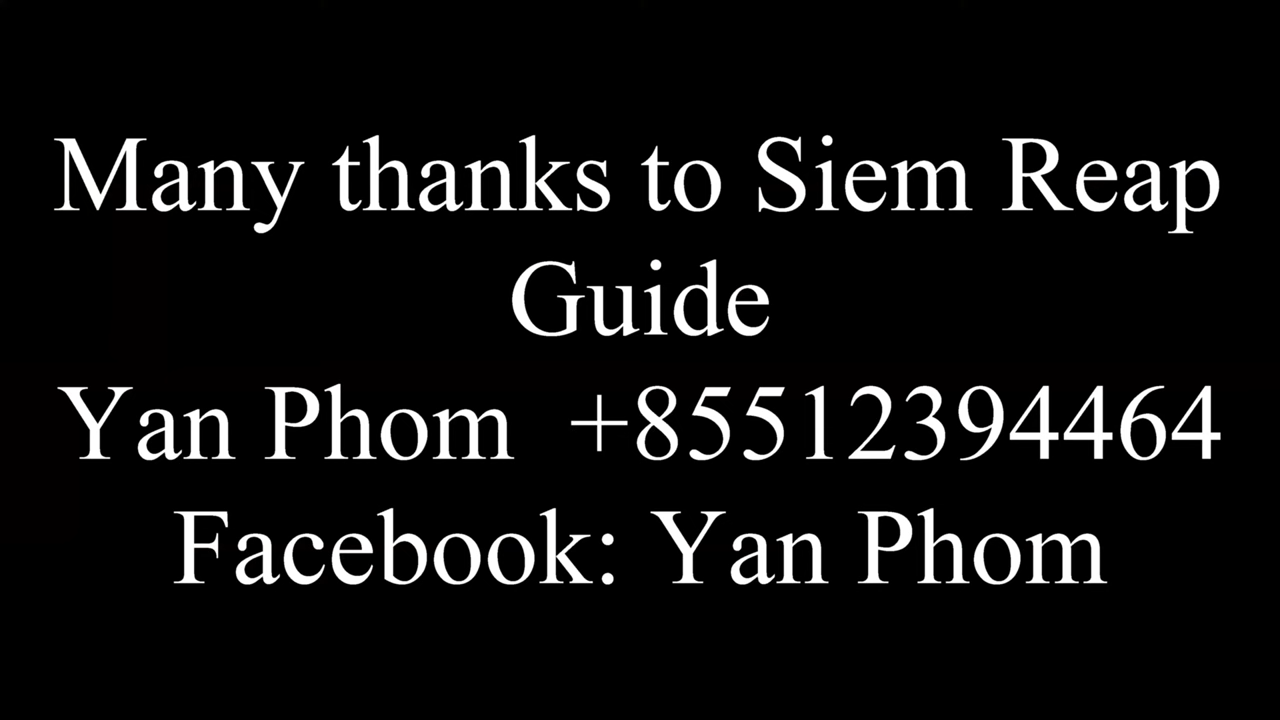 Many thanks to Siem Reap
Guide
Yan Phom  +85512394464
Facebook: Yan Phom